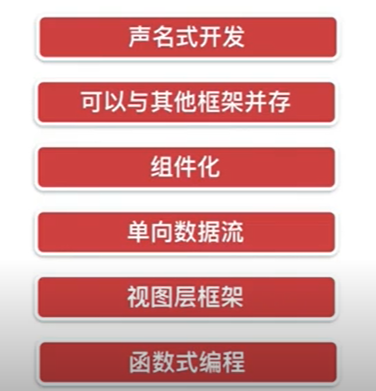 声名式开发
可以与其他框架并存
组件化
单向数据流
视图层框架
函数式编程